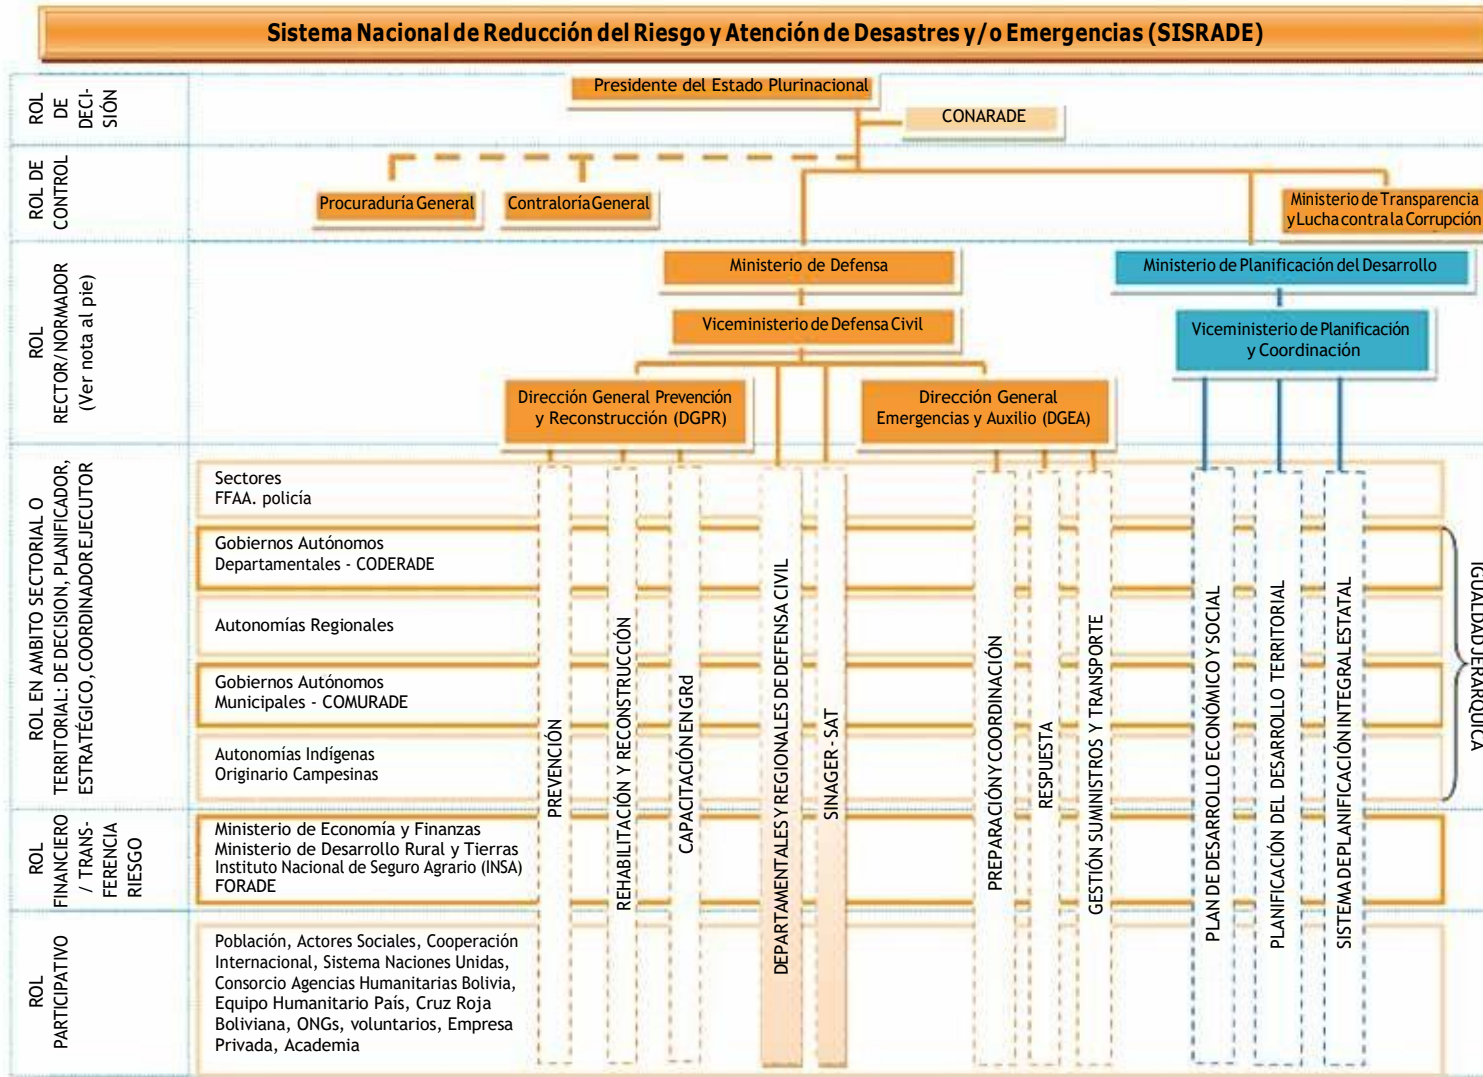 Sistema Nacional de Reducción del Riesgo y Atención de Desastres y/o Emergencias (SISRADE)
ROL
DE
DECI-
SIÓN
Presidente del Estado Plurinacional
CONARADE
ROL DE
CONTROL
Procuraduría General
Contraloría General
Ministerio de Transparencia
y Lucha contra la Corrupción
ROL
RECTOR/NORMADOR
(Ver nota al pie)
Ministerio de Defensa
Ministerio de Planificación del Desarrollo
Viceministerio de Defensa Civil
Viceministerio de Planificación
y Coordinación
Dirección General Prevención
y Reconstrucción (DGPR)
Dirección General
Emergencias y Auxilio (DGEA)
ROL EN AMBITO SECTORIAL O
TERRITORIAL: DE DECISION, PLANIFICADOR,
ESTRATÉGICO, COORDINADOR EJECUTOR
Sectores
FFAA. policía
Gobiernos Autónomos
Departamentales - CODERADE
Autonomías Regionales
Gobiernos Autónomos
Municipales - COMURADE
Autonomías Indígenas
Originario Campesinas
PREVENCIÓN
REHABILITACIÓN Y RECONSTRUCCIÓN
CAPACITACIÓN EN GRd
DEPARTAMENTALES Y REGIONALES DE DEFENSA CIVIL
SINAGER - SAT
PREPARACIÓN Y COORDINACIÓN
RESPUESTA
GESTIÓN SUMINISTROS Y TRANSPORTE
PLAN DE DESARROLLO ECONÓMICO Y SOCIAL
PLANIFICACIÓN DEL DESARROLLO TERRITORIAL
SISTEMA DE PLANIFICACIÓN INTEGRAL ESTATAL
IGUALDAD JERARQUICA
ROL
FINANCIERO
/ TRANS-
FERENCIA
RIESGO
Ministerio de Economía y Finanzas
Ministerio de Desarrollo Rural y Tierras
Instituto Nacional de Seguro Agrario (INSA)
FORADE
ROL
PARTICIPATIVO
Población, Actores Sociales, Cooperación
Internacional, Sistema Naciones Unidas,
Consorcio Agencias Humanitarias Bolivia,
Equipo Humanitario País, Cruz Roja
Boliviana, ONGs, voluntarios, Empresa
Privada, Academia